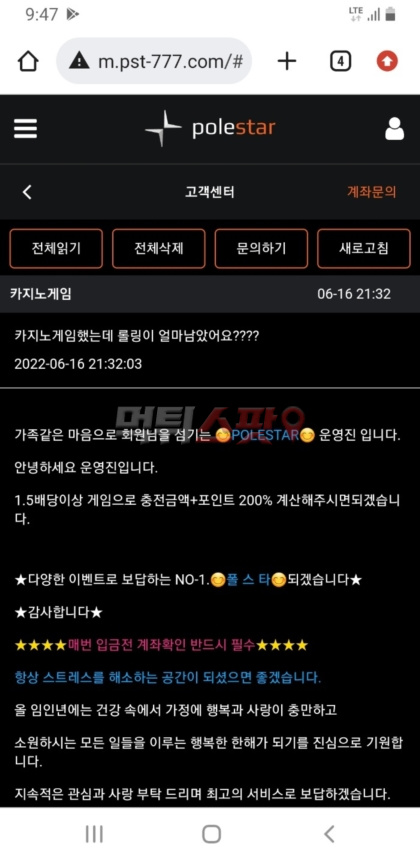 9:47
LTE
m.pst-777.com/#
4
polestar
고객센터
계좌문의
전체읽기
전체삭제
문의하기
새로고침
카지노게임
06-16 21:32
카지노게임했는데 롤링이 얼마남았어요????
2022-06-16 21:32:03
먹튀스팟
가족같은 마음으로 회원님을 섬기는 😊POLESTAR😊 운영진 입니다.
안녕하세요 운영진입니다.
1.5배당이상 게임으로 충전금액+포인트 200% 계산해주시면되겠습니
다.
★다양한 이벤트로 보답하는 NO-1.😊폴 스 타😊되겠습니다★
★감사합니다★
★★★★매번 입금전 계좌확인 반드시 필수★★★★
항상 스트레스를 해소하는 공간이 되셨으면 좋겠습니다.
올 임인년에는 건강 속에서 가정에 행복과 사랑이 충만하고
소원하시는 모든 일들을 이루는 행복한 한해가 되기를 진심으로 기원합
니다.
지속적은 관심과 사랑 부탁 드리며 최고의 서비스로 보답하겠습니다.